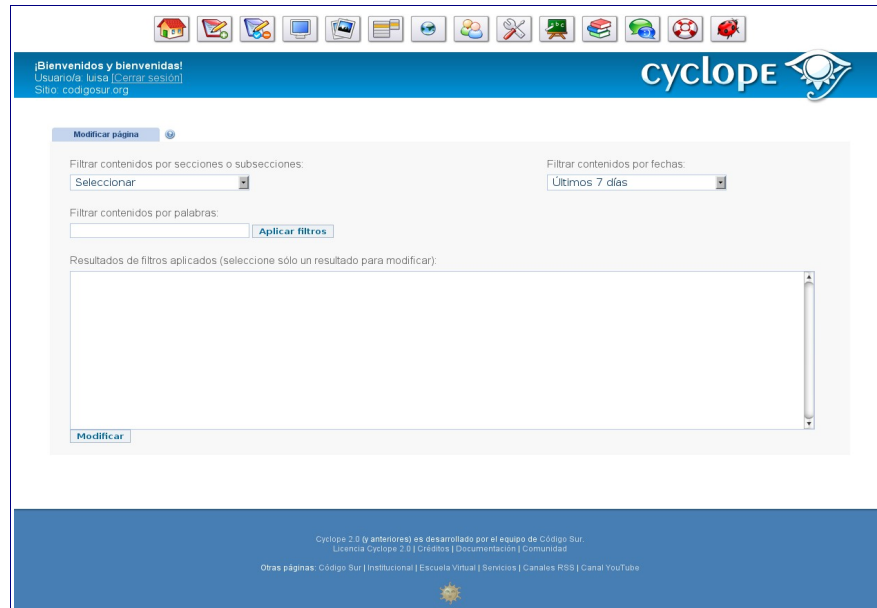 ¡Bienvenidos y bienvenidas!
Usuario/a: luisa [Cerrar sesión]
Sitio: codigosur.org
cyclope
Modificar página
Filtrar contenidos por secciones o subsecciones:
Filtrar contenidos por fechas:
Seleccionar
Últimos 7 días
Filtrar contenidos por palabras:
Aplicar filtros
Resultados de filtros aplicados (seleccione sólo un resultado para modificar):
Modificar
Cyclope 2.0 (y anteriores) es desarrollado por el equipo de Código Sur.
Licencia Cyclope 2.0 | Créditos | Documentación | Comunidad
Otras páginas: Código Sur | Institucional | Escuela Virtual | Servicios | Canales RSS | Canal YouTube